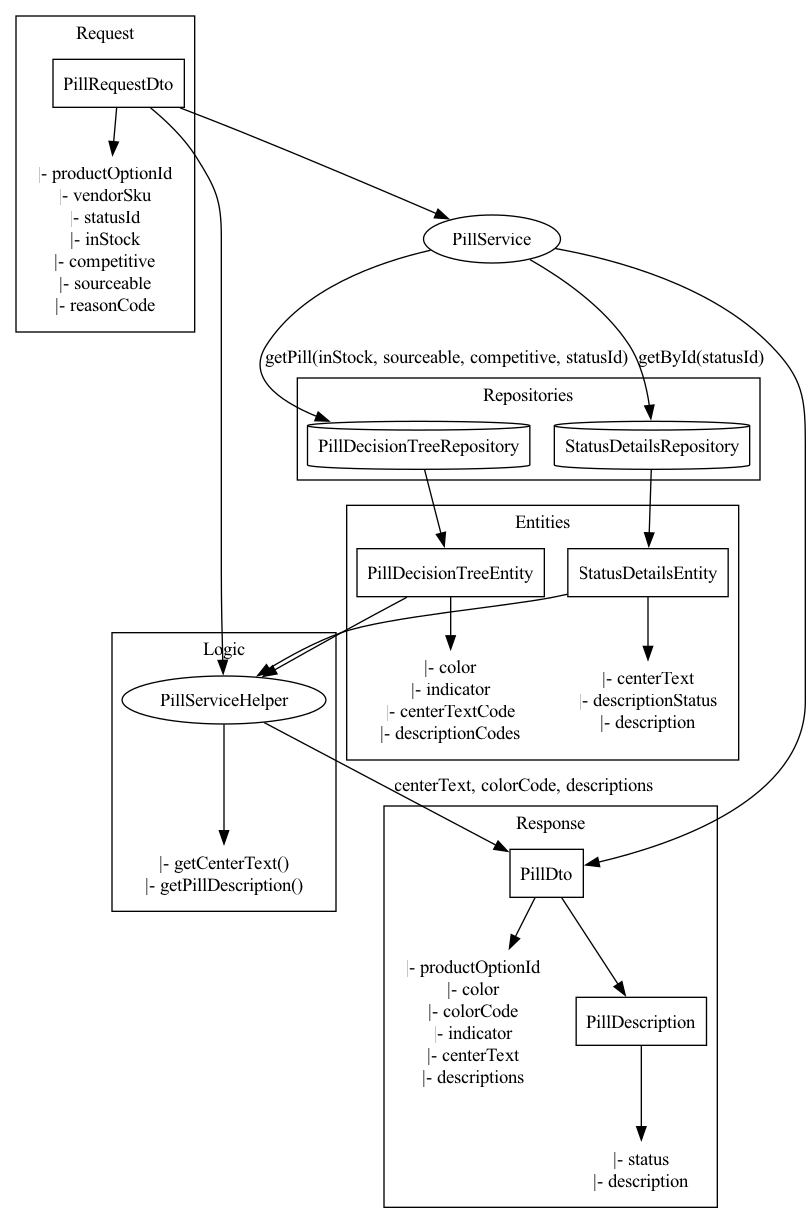 Request
PillRequestDto
|- productOptionId
|- vendorSku
|- statusId
|- inStock
|- competitive
|- sourceable
|- reasonCode
PillService
getPill(inStock, sourceable, competitive, statusId)
getById(statusId)
Repositories
PillDecisionTreeRepository
StatusDetailsRepository
Entities
PillDecisionTreeEntity
StatusDetailsEntity
|- color
|- indicator
|- centerTextCode
|- descriptionCodes
|- centerText
|- descriptionStatus
|- description
Logic
PillServiceHelper
|- getCenterText()
|- getPillDescription()
centerText, colorCode, descriptions
Response
PillDto
|- productOptionId
|- color
|- colorCode
|- indicator
|- centerText
|- descriptions
PillDescription
|- status
|- description